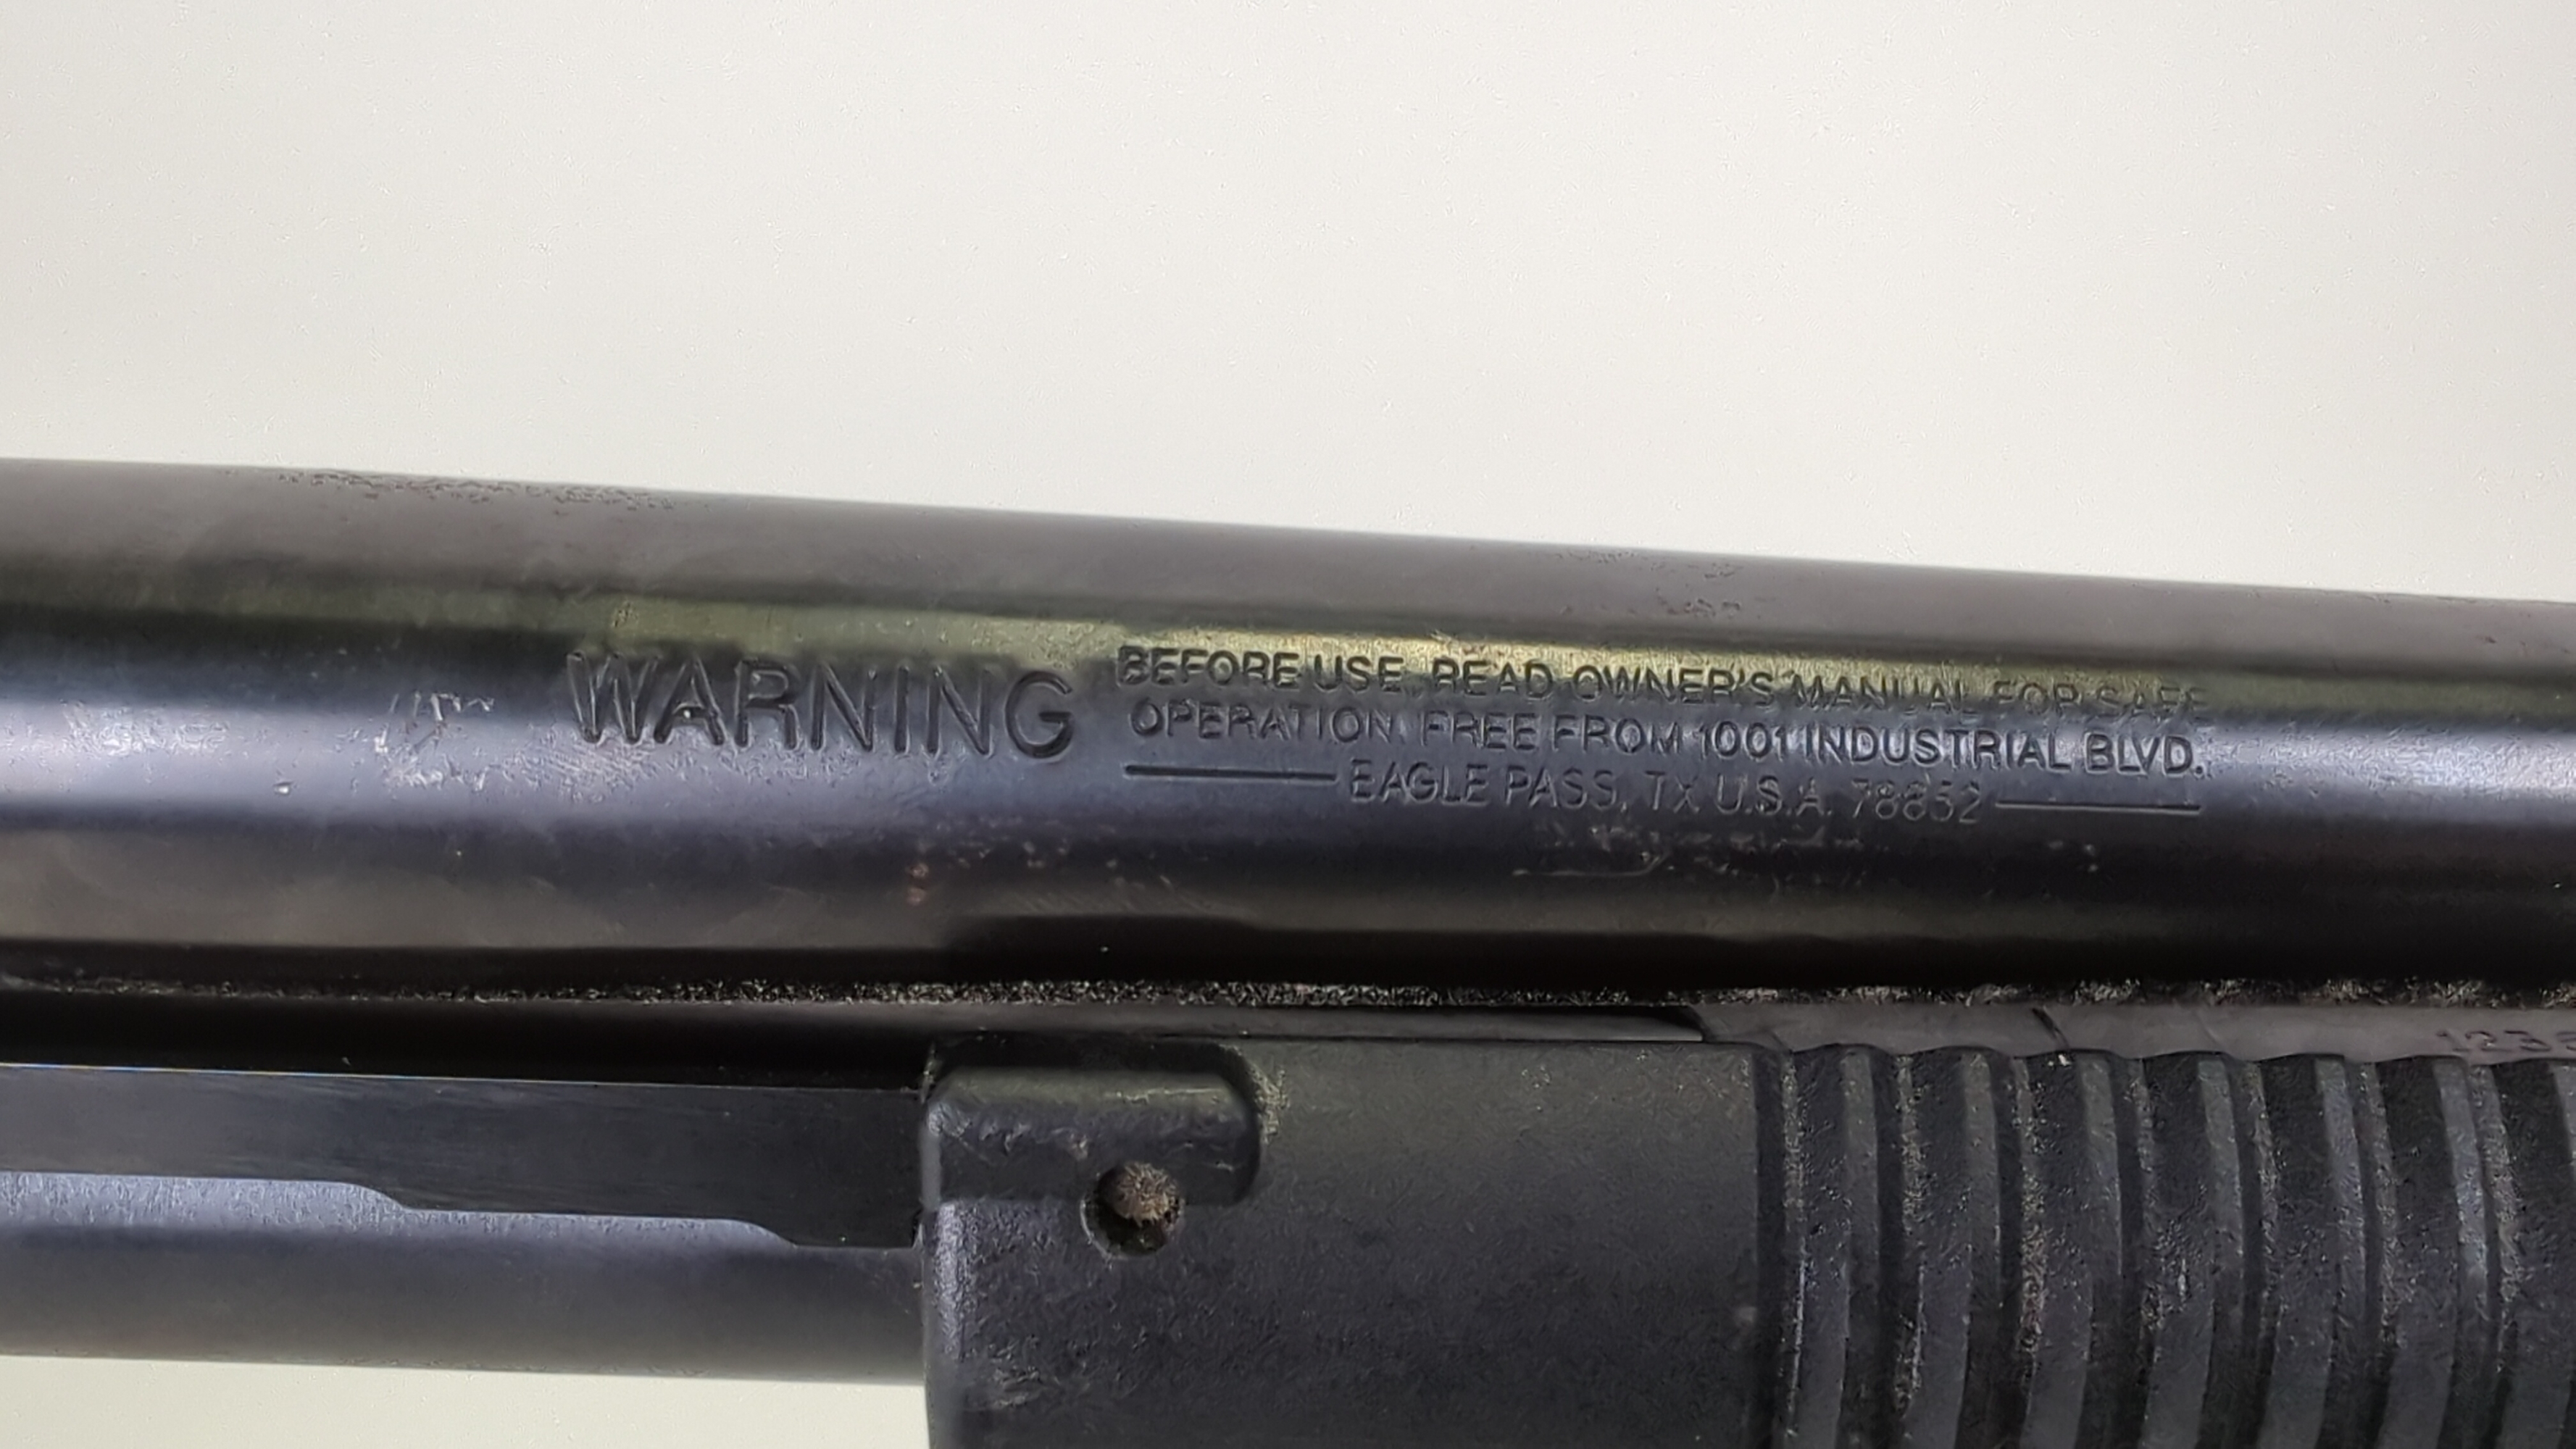 WARNING BEFORE USE, READ OWNER'S MANUAL FOR SAFE
OPERATION. FREE FROM 1001 INDUSTRIAL BLVD.
EAGLE PASS, TX U.S.A. 78852